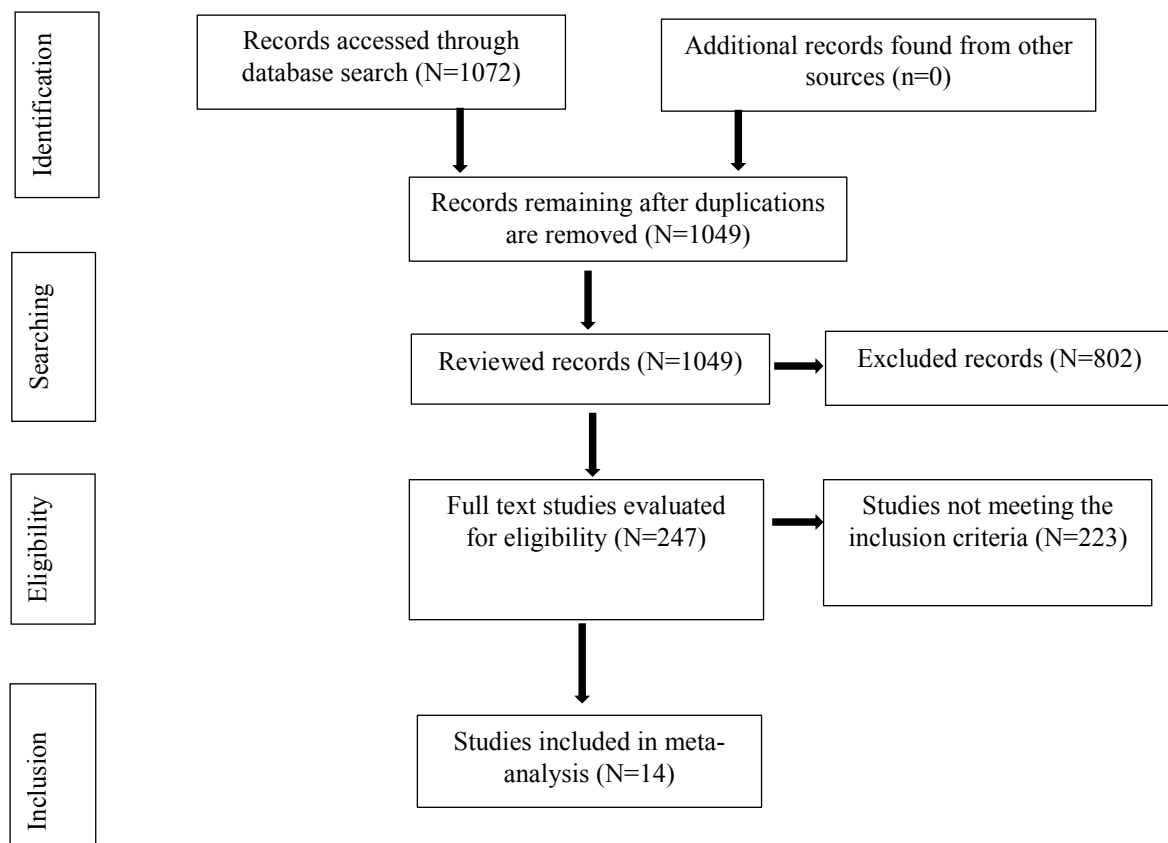 Identification
Records accessed through
database search (N=1072)
Additional records found from other
sources (n=0)
Records remaining after duplications
are removed (N=1049)
Searching
Reviewed records (N=1049)
Excluded records (N=802)
Eligibility
Full text studies evaluated
for eligibility (N=247)
Studies not meeting the
inclusion criteria (N=223)
Inclusion
Studies included in meta-
analysis (N=14)